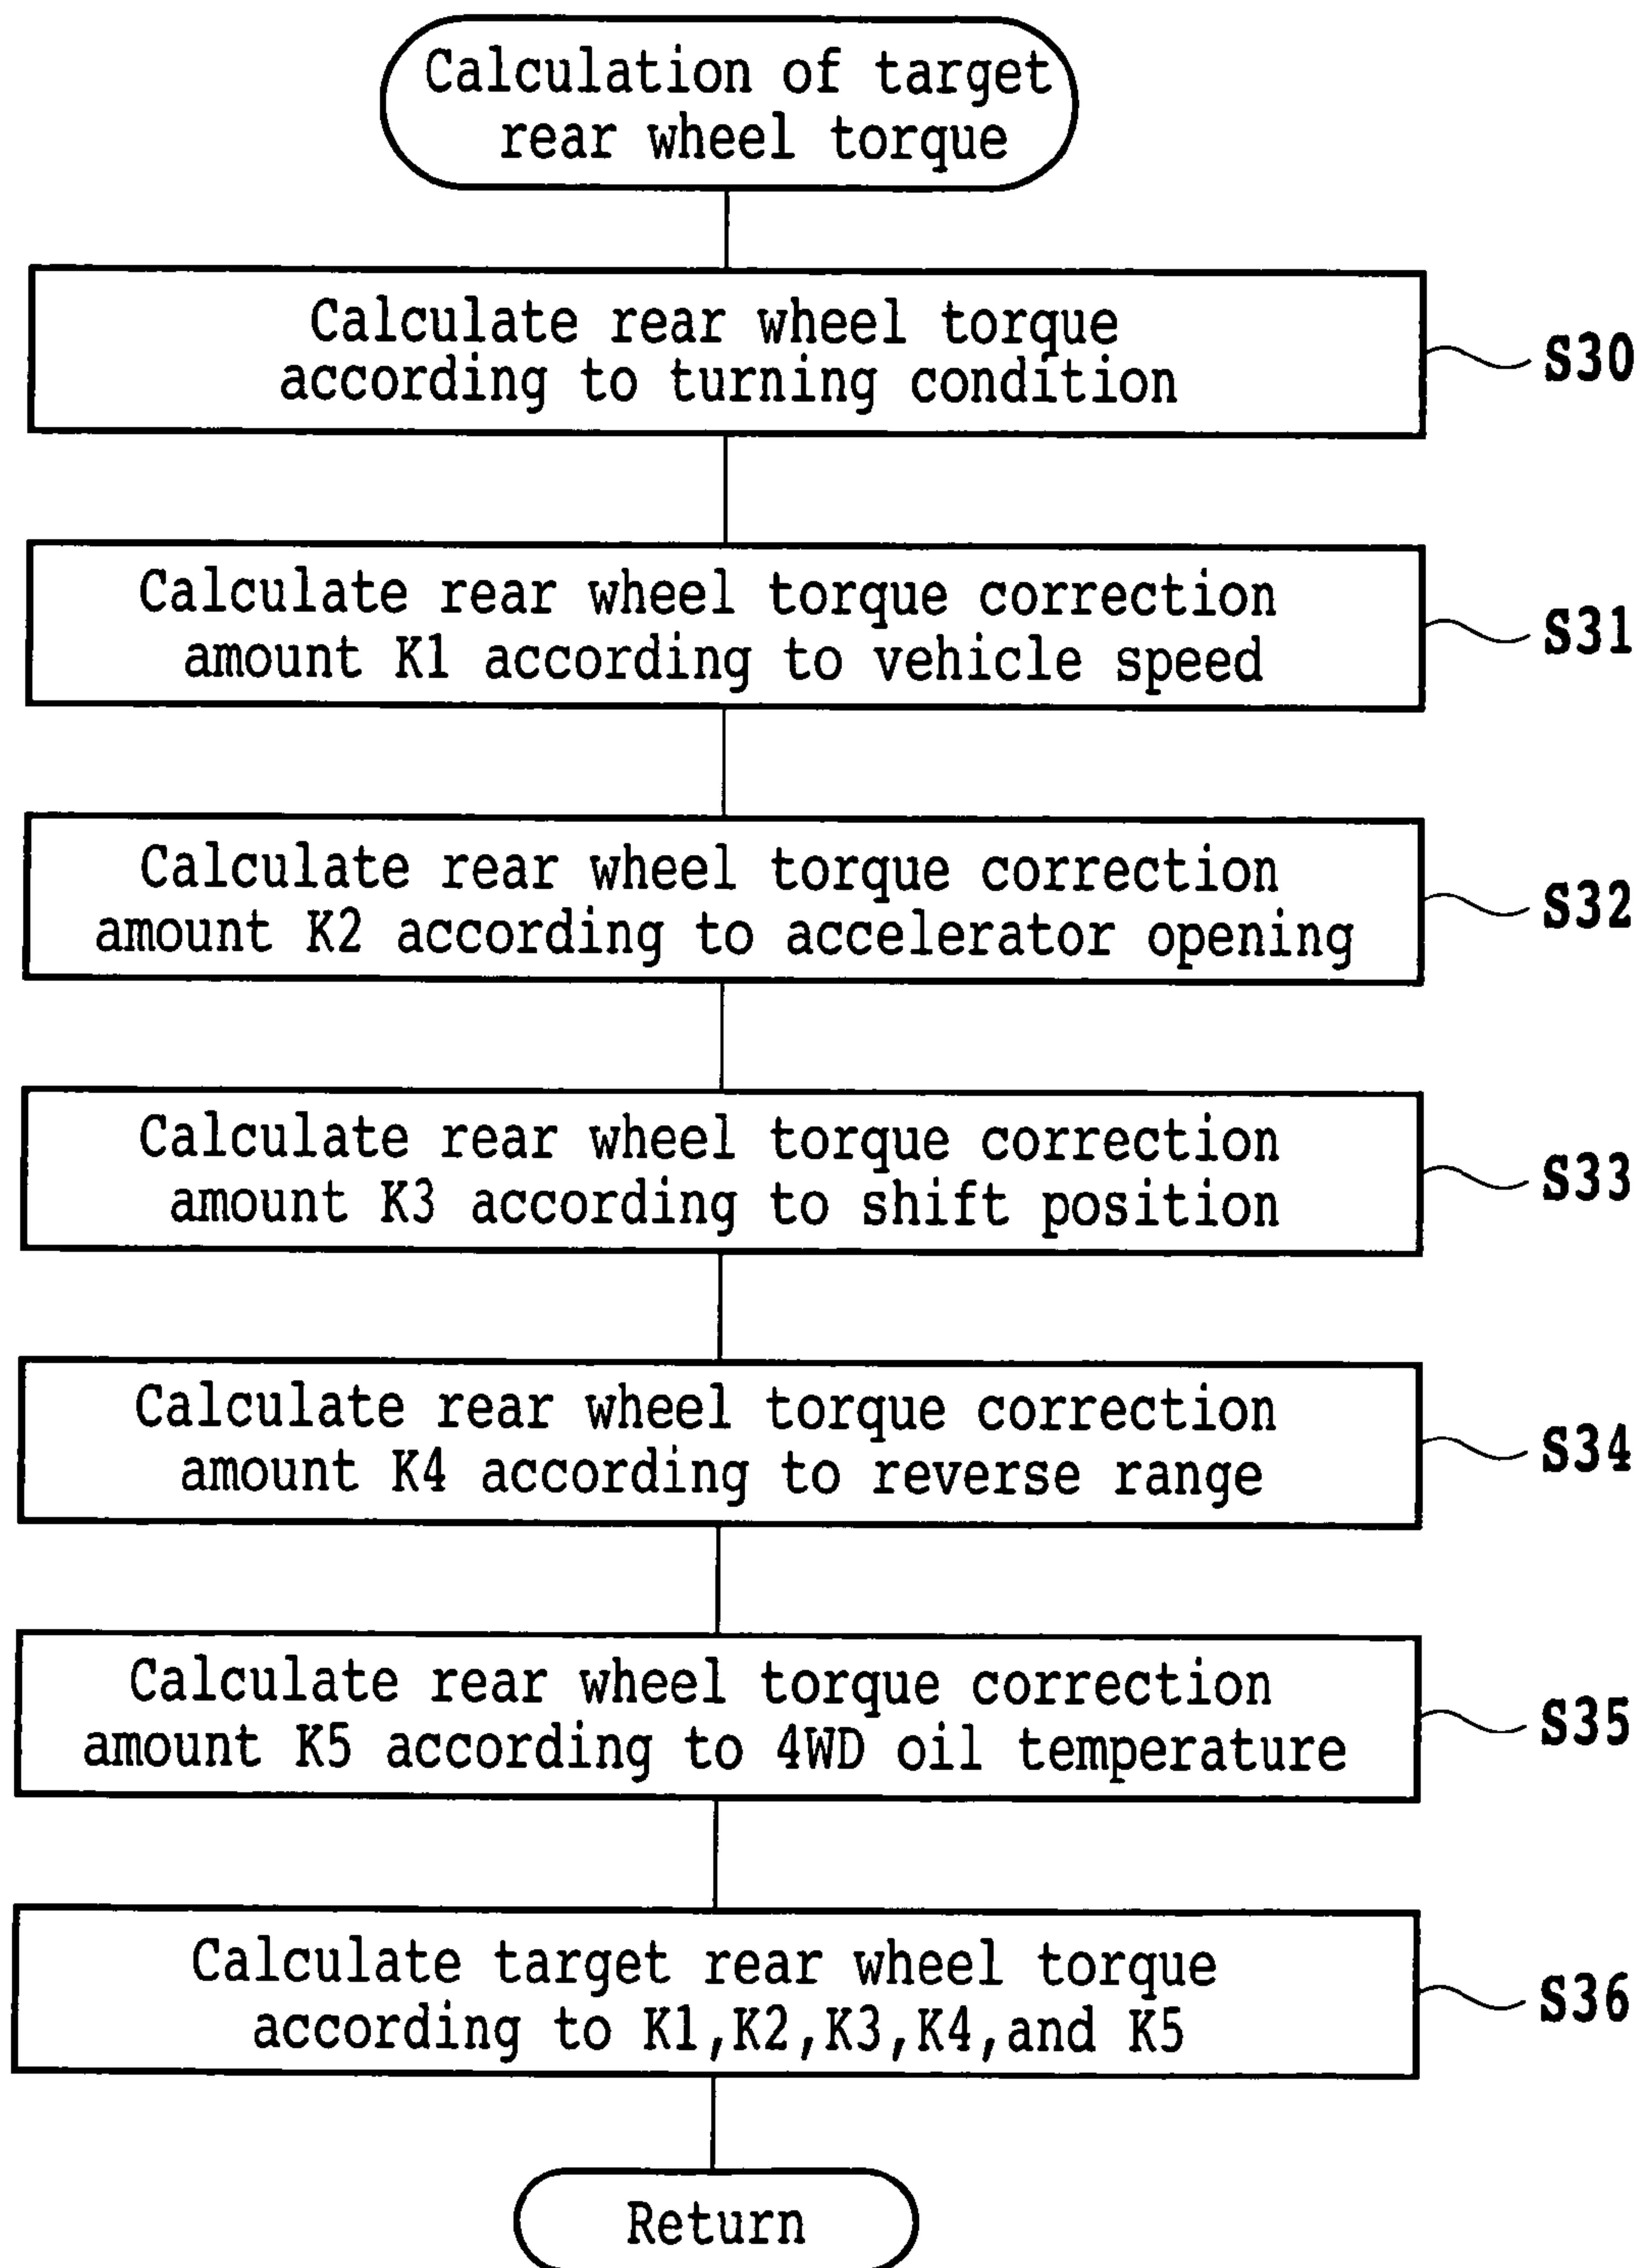 Calculation of target
rear wheel torque
Calculate rear wheel torque
according to turning condition
S30
Calculate rear wheel torque correction
amount K1 according to vehicle speed
S31
Calculate rear wheel torque correction
amount K2 according to accelerator opening
S32
Calculate rear wheel torque correction
amount K3 according to shift position
S33
Calculate rear wheel torque correction
amount K4 according to reverse range
S34
Calculate rear wheel torque correction
amount K5 according to 4WD oil temperature
S35
Calculate target rear wheel torque
according to K1,K2,K3,K4,and K5
S36
Return